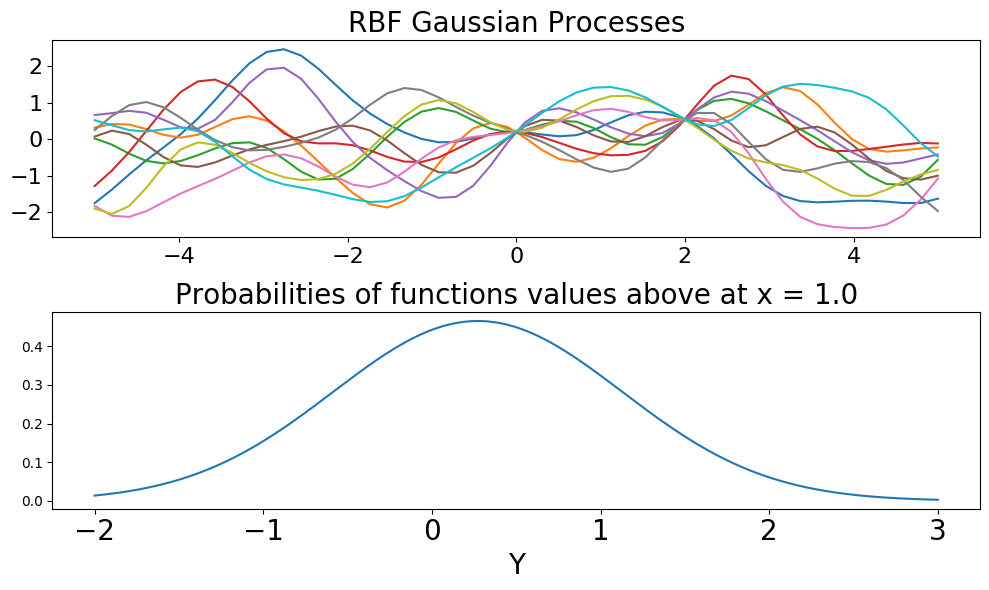 RBF Gaussian Processes
2
1
0
−1
−2
−4 −2 0 2 4
Probabilities of functions values above at x = 1.0
0.4
0.3
0.2
0.1
0.0
−2 −1 0 1 2 3
Y